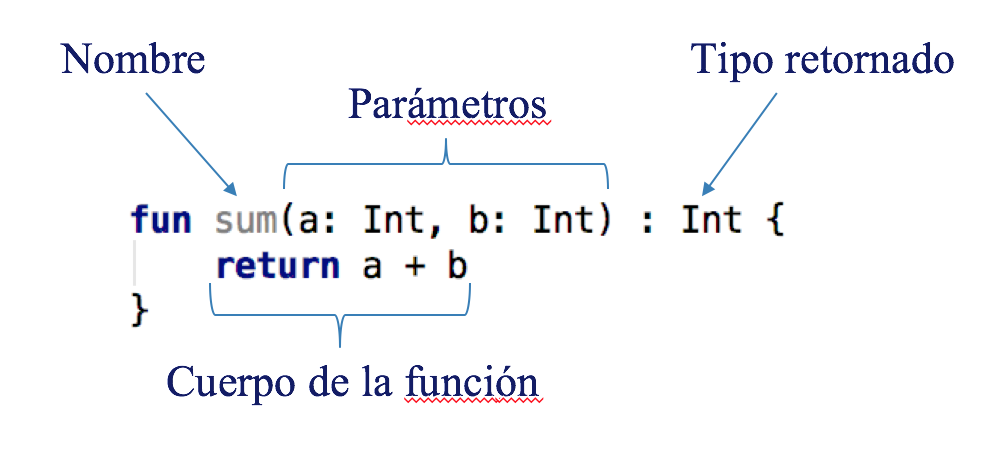 Nombre
Tipo retornado
Parámetros
fun sum(a: Int, b: Int) : Int {
return a + b
}
Cuerpo de la función